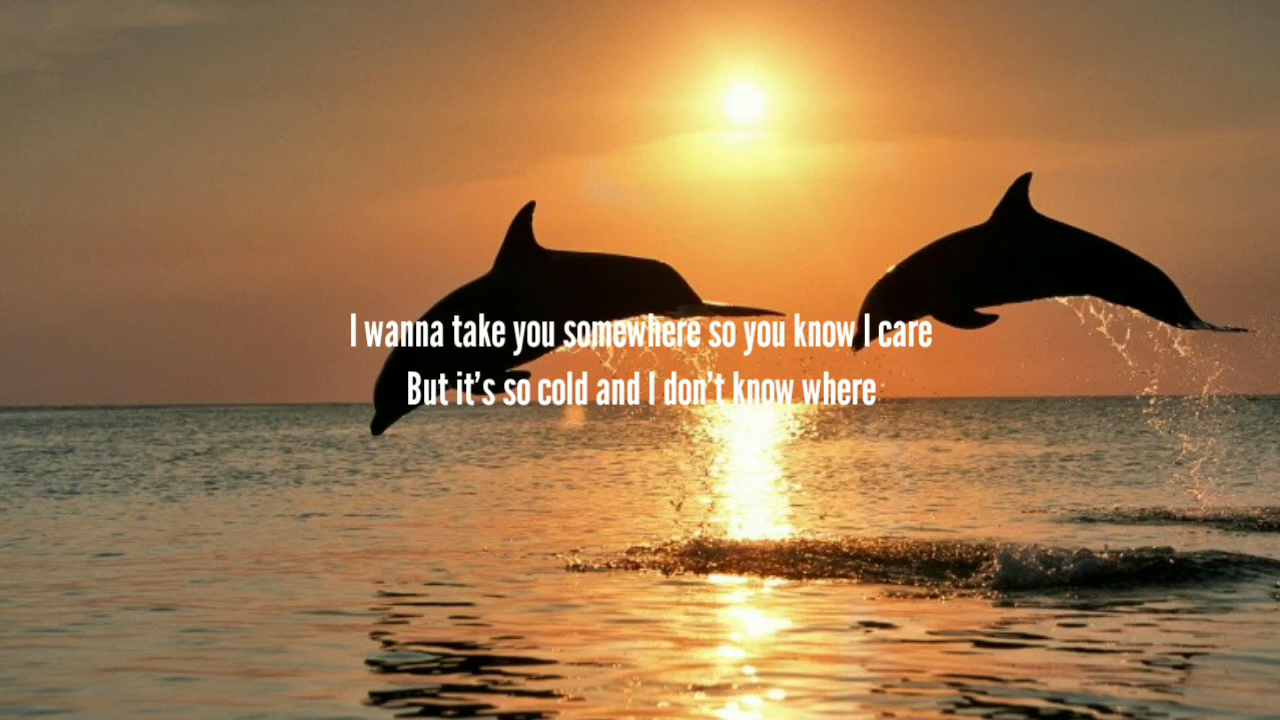 I wanna take you somewhere so you know I care
But it’s so cold and I don’t know where